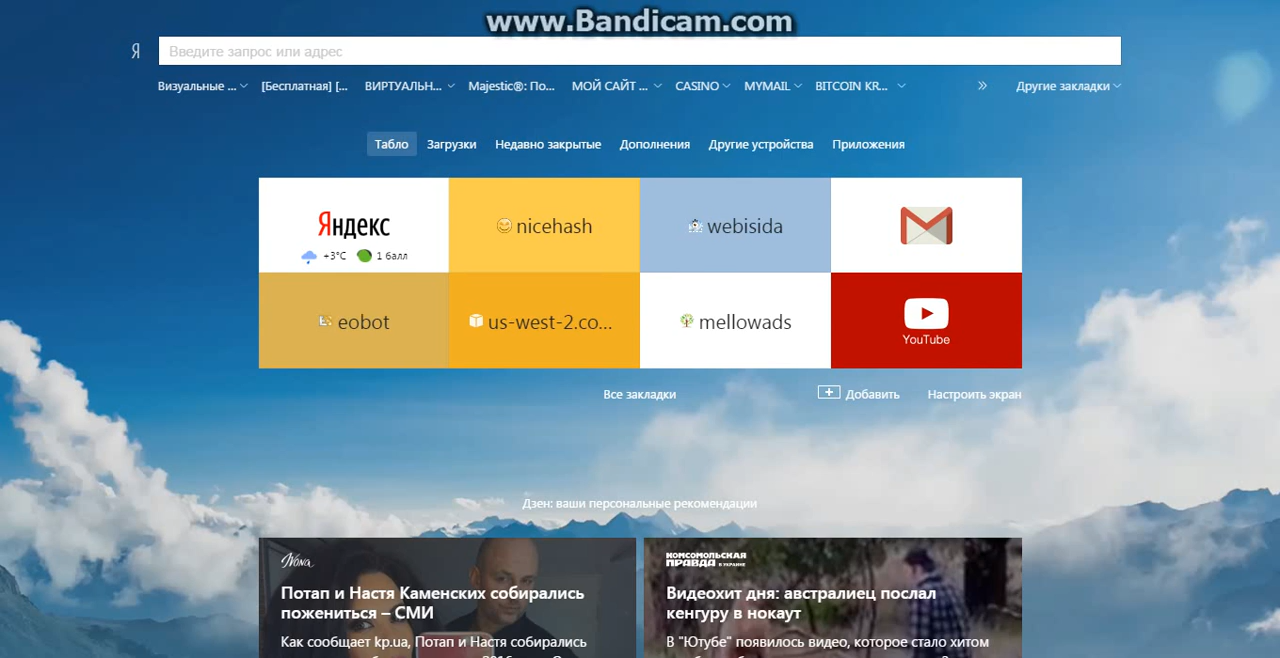 www.Bandicam.com
Я
Введите запрос или адрес
Визуальные ... [Бесплатная] [... ВИРТУАЛЬН... Majestic®: По... МОЙ САЙТ ... CASINO MYMAIL BITCOIN KR... » Другие закладки
Табло Загрузки Недавно закрытые Дополнения Другие устройства Приложения
Яндекс
+3°C 1 балл
nicehash
webisida
eobot
us-west-2.co...
mellowads
YouTube
Все закладки Добавить Настроить экран
Дзен: ваши персональные рекомендации
Nona
Потап и Настя Каменских собирались
пожениться – СМИ
Как сообщает kp.ua, Потап и Настя собирались
КОМСОМОЛЬСКАЯ
ПРАВДА В УКРАИНЕ
Видеохит дня: австралиец послал
кенгуру в нокаут
В "Ютубе" появилось видео, которое стало хитом